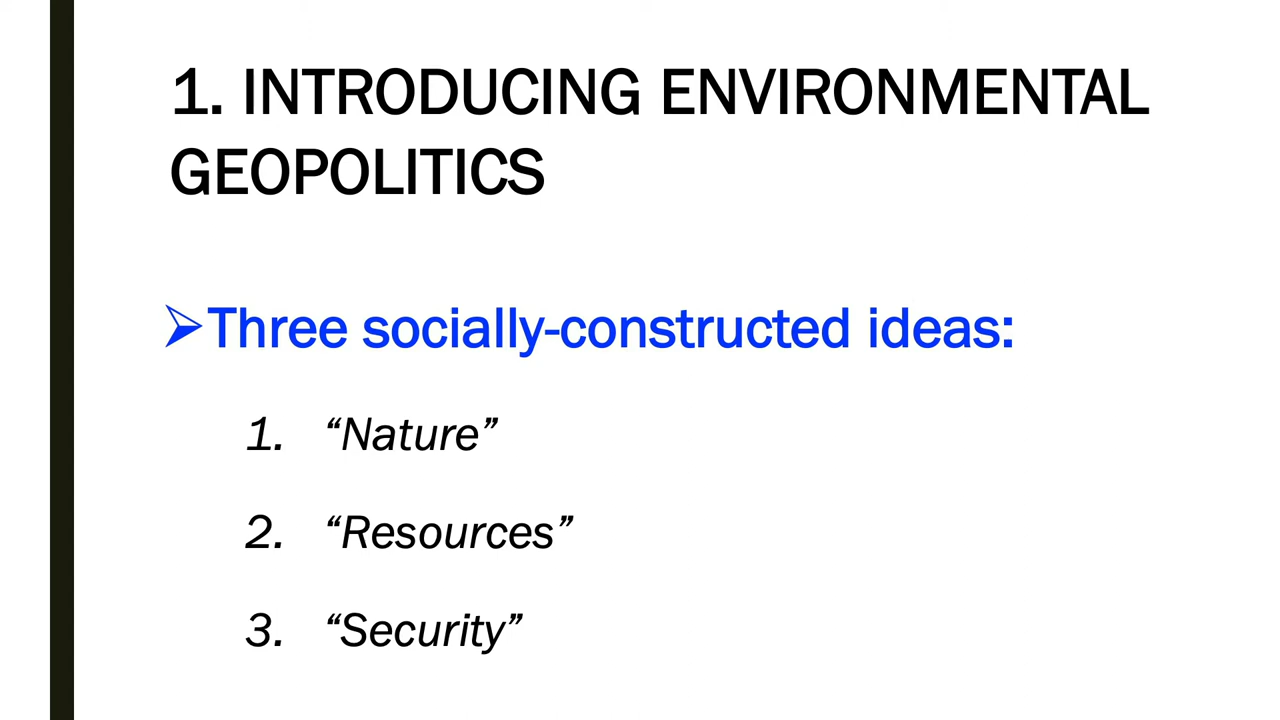 1. INTRODUCING ENVIRONMENTAL
GEOPOLITICS
➢Three socially-constructed ideas:
1. “Nature”
2. “Resources”
3. “Security”